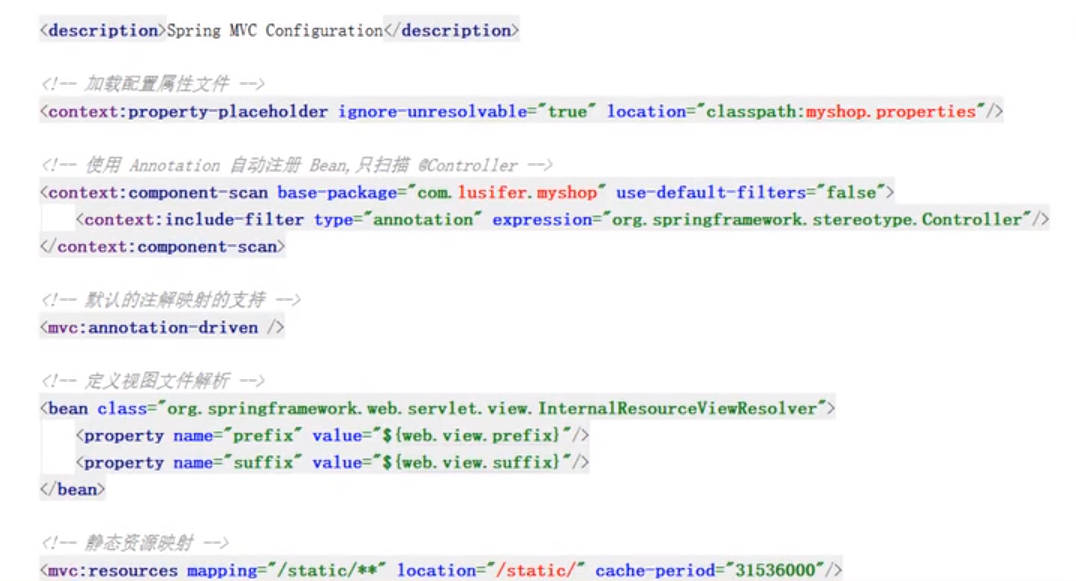 <description>Spring MVC Configuration</description>
<!-- 加载配置属性文件 -->
<context:property-placeholder ignore-unresolvable="true" location="classpath:myshop.properties"/>
<!-- 使用 Annotation 自动注册 Bean,只扫描 @Controller -->
<context:component-scan base-package="com.lusifer.myshop" use-default-filters="false">
<context:include-filter type="annotation" expression="org.springframework.stereotype.Controller"/>
</context:component-scan>
<!-- 默认的注解映射的支持 -->
<mvc:annotation-driven />
<!-- 定义视图文件解析 -->
<bean class="org.springframework.web.servlet.view.InternalResourceViewResolver">
<property name="prefix" value="${web.view.prefix}"/>
<property name="suffix" value="${web.view.suffix}"/>
</bean>
<!-- 静态资源映射 -->
<mvc:resources mapping="/static/**" location="/static/" cache-period="31536000"/>